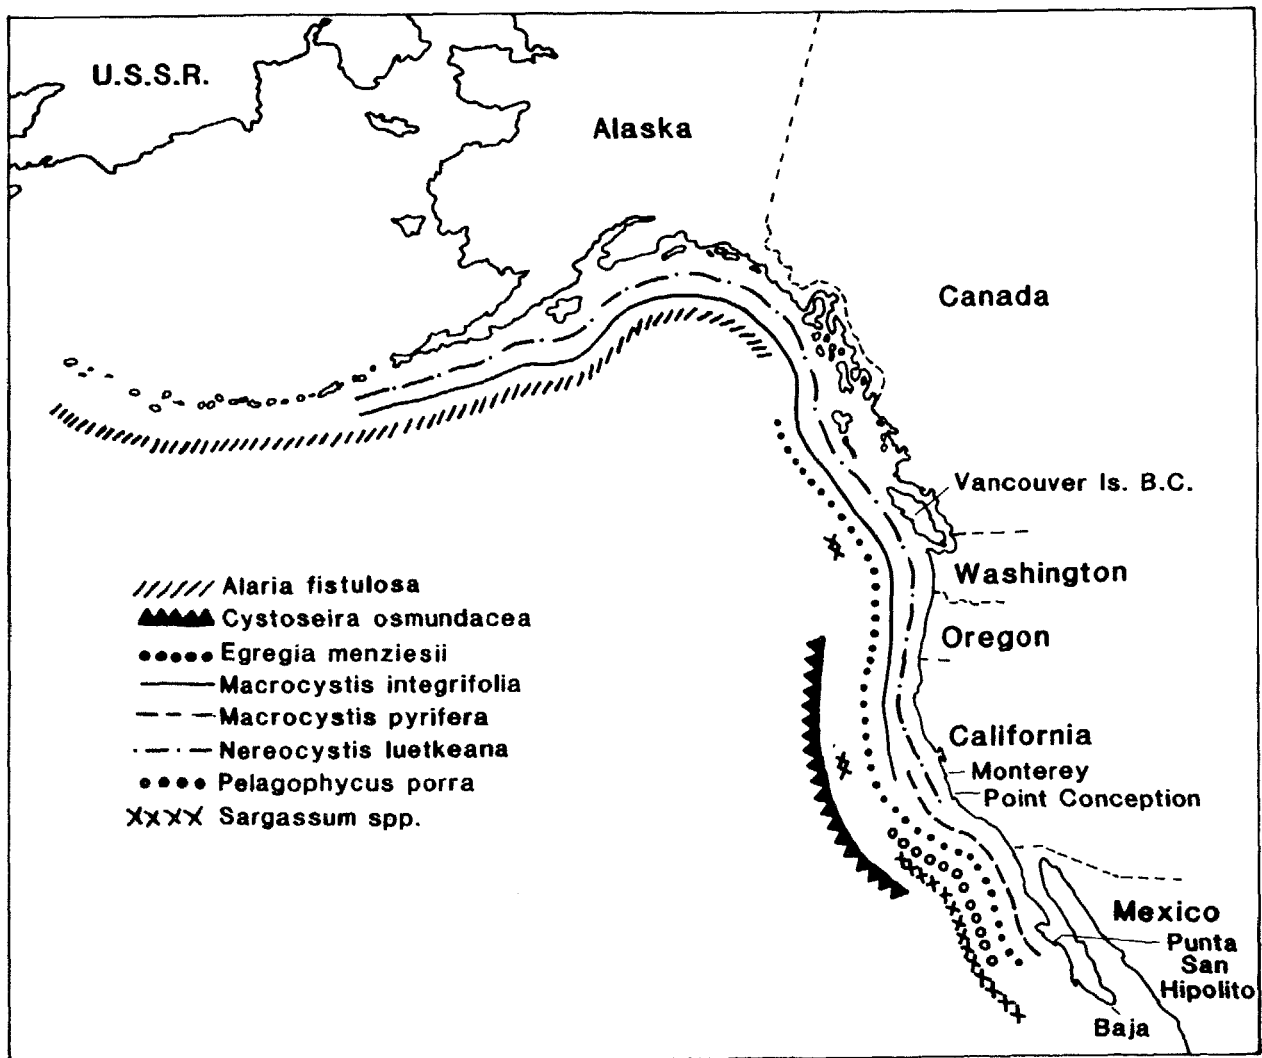 U.S.S.R.
Alaska
Canada
Vancouver Is. B.C.
Washington
Oregon
California
Monterey
Point Conception
Mexico
Punta
San
Hipolito
Baja
Alaria fistulosa
Cystoseira osmundacea
Egregia menziesii
Macrocystis integrifolia
Macrocystis pyrifera
Nereocystis luetkeana
Pelagophycus porra
Sargassum spp.